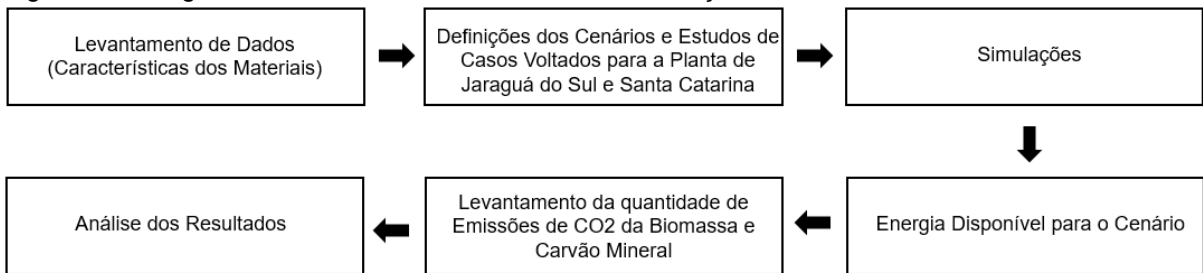 Levantamento de Dados
(Características dos Materiais)
Definições dos Cenários e Estudos de
Casos Voltados para a Planta de
Jaraguá do Sul e Santa Catarina
Simulações
Energia Disponível para o Cenário
Levantamento da quantidade de
Emissões de CO2 da Biomassa e
Carvão Mineral
Análise dos Resultados